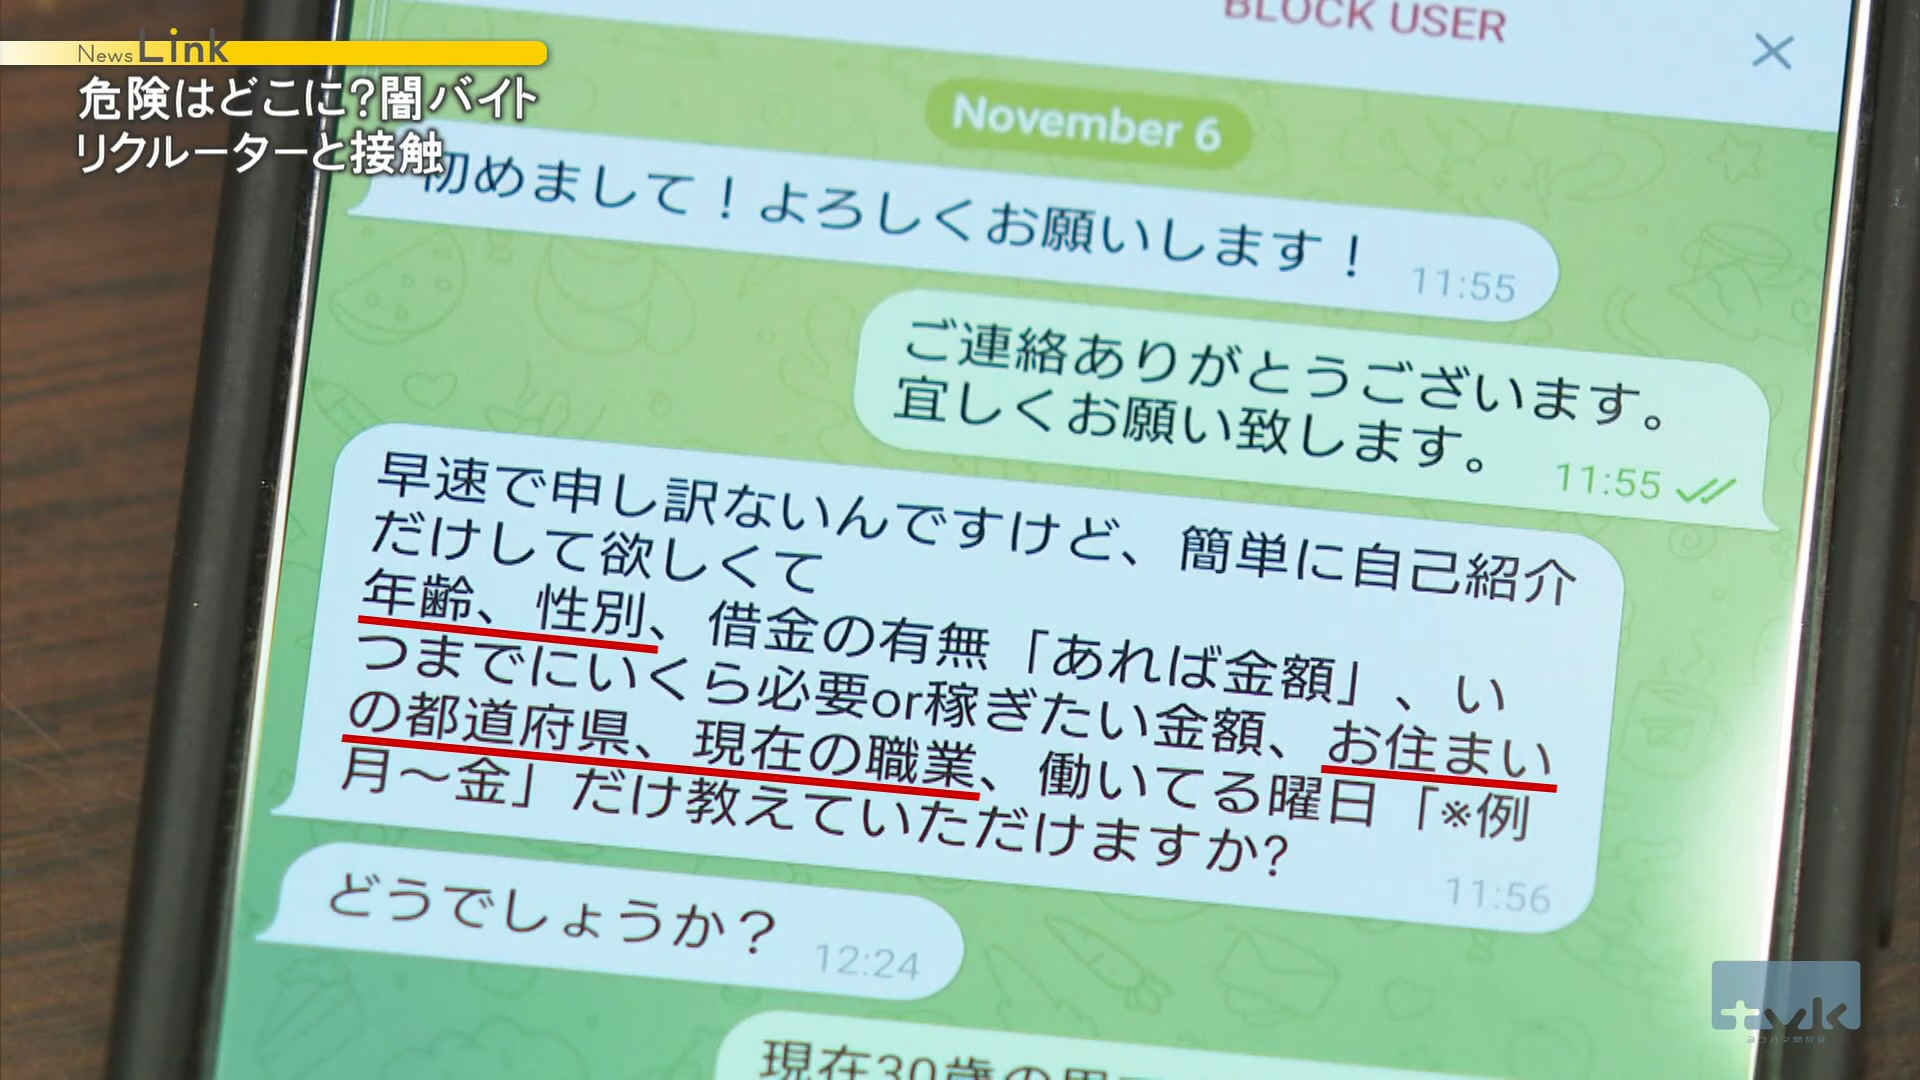 News Link
危険はどこに?闇バイト
リクルーターと接触
BLOCK USER
November 6
初めまして！よろしくお願いします！
11:55
ご連絡ありがとうございます。
宜しくお願い致します。
11:55
早速で申し訳ないんですけど、簡単に自己紹介
だけして欲しくて
年齢、性別、借金の有無「あれば金額」、い
つまでにいくら必要or稼ぎたい金額、お住まい
の都道府県、現在の職業、働いてる曜日「※例
月〜金」だけ教えていただけますか?
11:56
どうでしょうか？
12:24
現在30歳の男
tvk